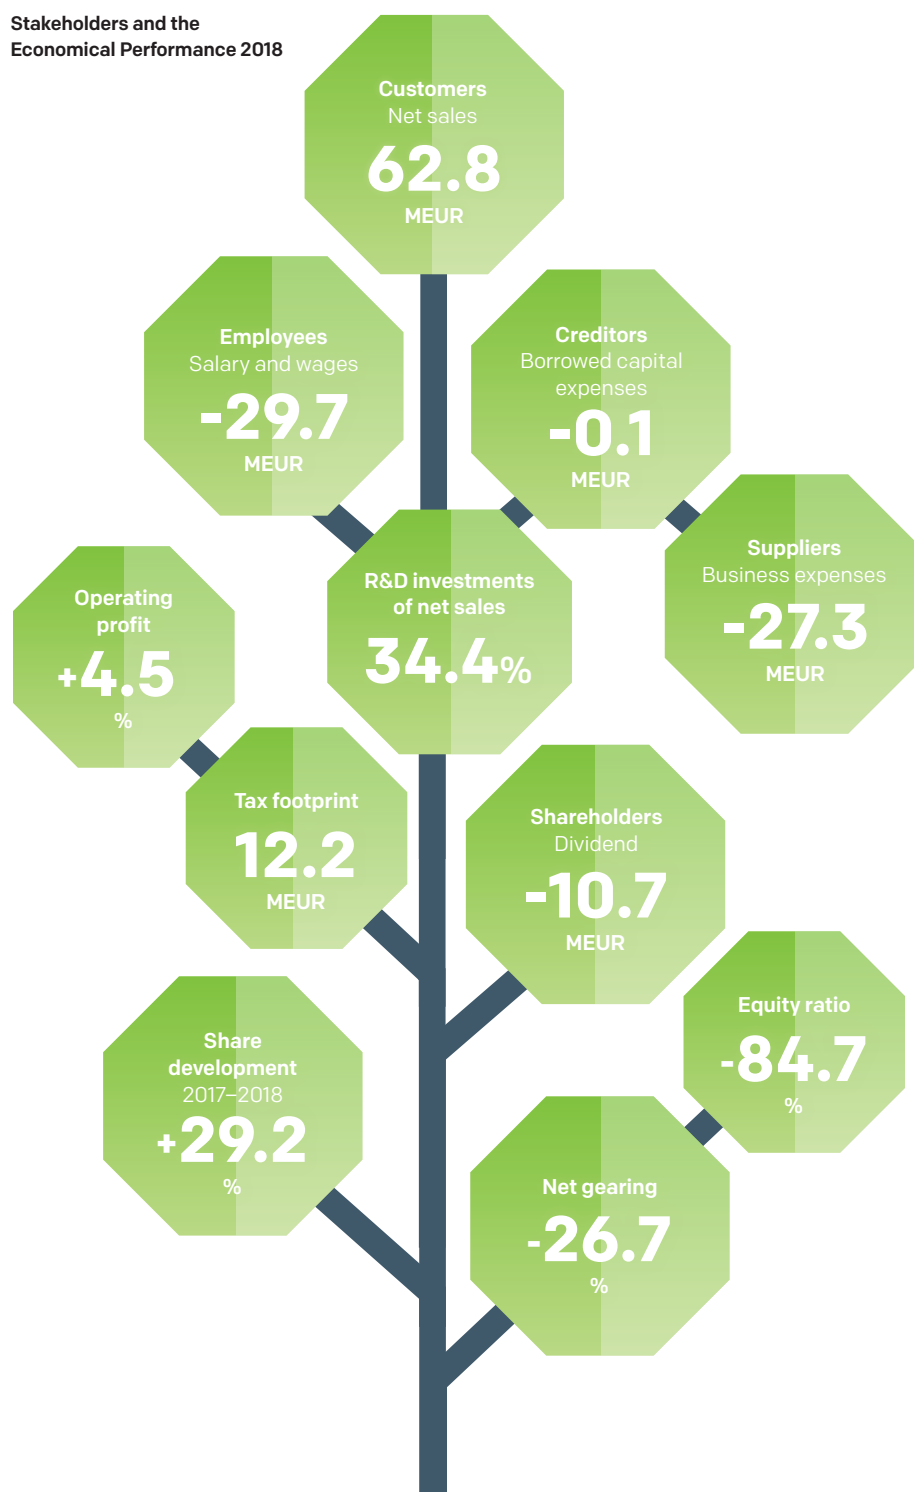 Stakeholders and the
Economical Performance 2018
Customers
Net sales
62.8
MEUR
Employees
Salary and wages
-29.7
MEUR
Creditors
Borrowed capital
expenses
-0.1
MEUR
Suppliers
Business expenses
-27.3
MEUR
Operating
profit
+4.5
%
R&D investments
of net sales
34.4%
Tax footprint
12.2
MEUR
Shareholders
Dividend
-10.7
MEUR
Equity ratio
-84.7
%
Share
development
2017–2018
+29.2
%
Net gearing
-26.7
%